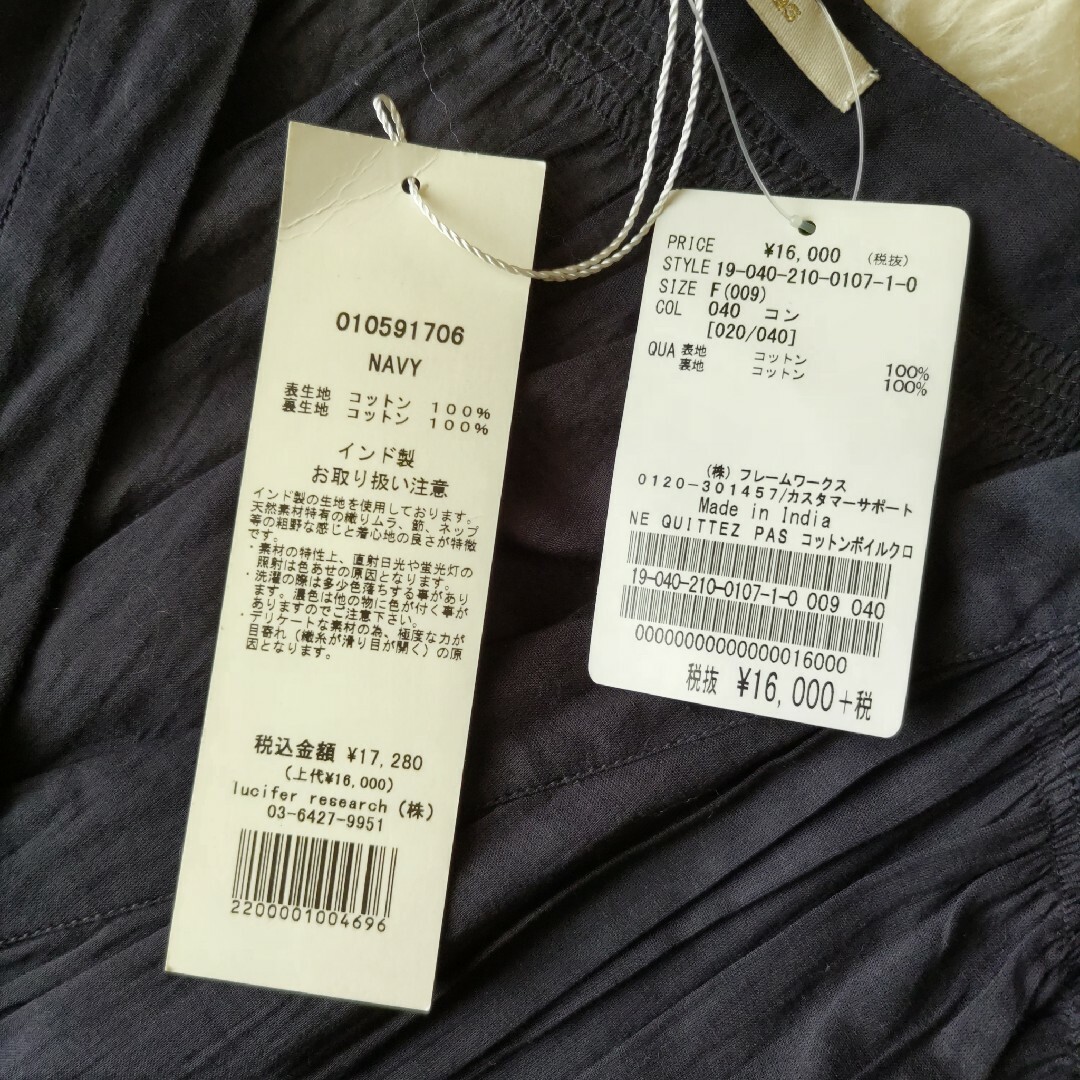 010591706
NAVY
表生地 コットン 100%
裏生地 コットン 100%
インド製
お取り扱い注意
インド製の生地を使用しております。
天然素材特有の織りムラ、節、ネップ
等の粗野な感じと着心地の良さが特徴
です。
・素材の特性上、直射日光や蛍光灯の
照射は色あせの原因となります。
・洗濯の際は多少色落ちする事があり
ます。濃色は他の物に色が付く事が
ありますのでご注意下さい。
・デリケートな素材の為、極度な力が
目寄れ（織糸が滑り目が開く）の原
因となります。
税込金額 ¥17,280
(上代¥16,000)
lucifer research (株)
03-6427-9951
2200001004696
PRICE ¥16,000 (税抜)
STYLE 19-040-210-0107-1-0
SIZE F(009)
COL 040 コン
[020/040]
QUA 表地 コットン 100%
裏地 コットン 100%
(株) フレームワークス
0120-301457/カスタマーサポート
Made in India
NE QUITTEZ PAS コットンボイルクロ
19-040-210-0107-1-0 009 040
0000000000000016000
税抜 ¥16,000+税